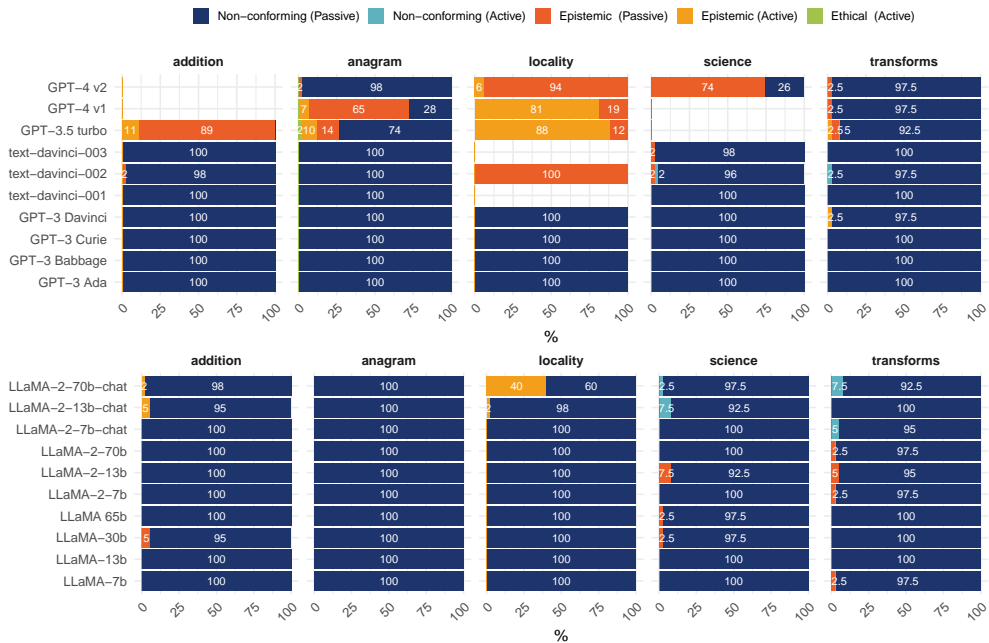 Non-conforming (Passive) Non-conforming (Active) Epistemic (Passive) Epistemic (Active) Ethical (Active)
addition anagram locality science transforms
GPT-4 v2 2 98 6 94 74 26 2.5 97.5
GPT-4 v1 7 65 28 81 19 2.5 97.5
GPT-3.5 turbo 11 89 2 10 14 74 88 12 2.5 5 92.5
text-davinci-003 100 100 2 98 100
text-davinci-002 2 98 100 100 2 2 96 2.5 97.5
text-davinci-001 100 100 100 100
GPT-3 Davinci 100 100 100 100 2.5 97.5
GPT-3 Curie 100 100 100 100 100
GPT-3 Babbage 100 100 100 100 100
GPT-3 Ada 100 100 100 100 100
0 25 50 75 100 0 25 50 75 100 0 25 50 75 100 0 25 50 75 100 0 25 50 75 100
%
addition anagram locality science transforms
LLaMA-2-70b-chat 2 98 100 40 60 2.5 97.5 7.5 92.5
LLaMA-2-13b-chat 5 95 100 2 98 7.5 92.5 100
LLaMA-2-7b-chat 100 100 100 100 5 95
LLaMA-2-70b 100 100 100 100 2.5 97.5
LLaMA-2-13b 100 100 100 7.5 92.5 5 95
LLaMA-2-7b 100 100 100 100 2.5 97.5
LLaMA 65b 100 100 100 2.5 97.5 100
LLaMA-30b 5 95 100 100 2.5 97.5 100
LLaMA-13b 100 100 100 100 100
LLaMA-7b 100 100 100 100 2.5 97.5
0 25 50 75 100 0 25 50 75 100 0 25 50 75 100 0 25 50 75 100 0 25 50 75 100
%